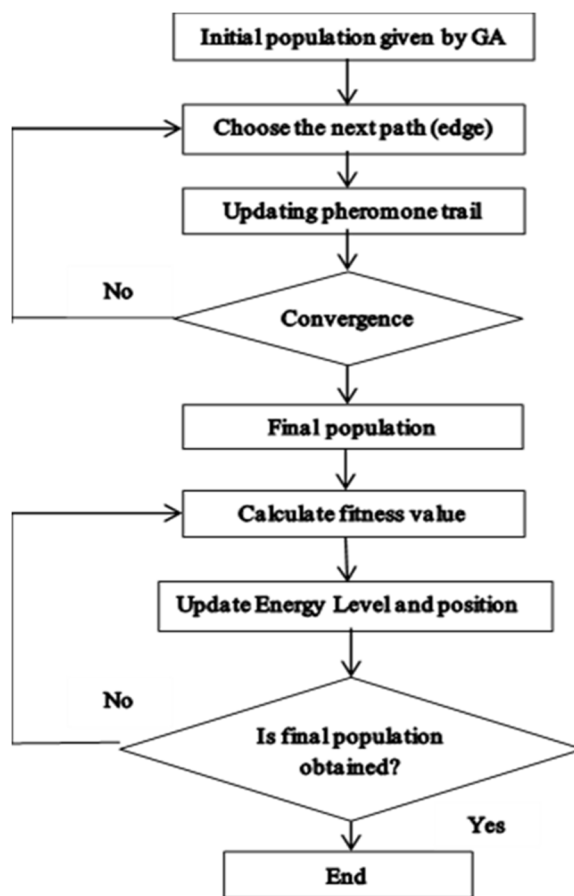 Initial population given by GA
Choose the next path (edge)
Updating pheromone trail
No
Convergence
Final population
Calculate fitness value
Update Energy Level and position
No
Is final population
obtained?
Yes
End